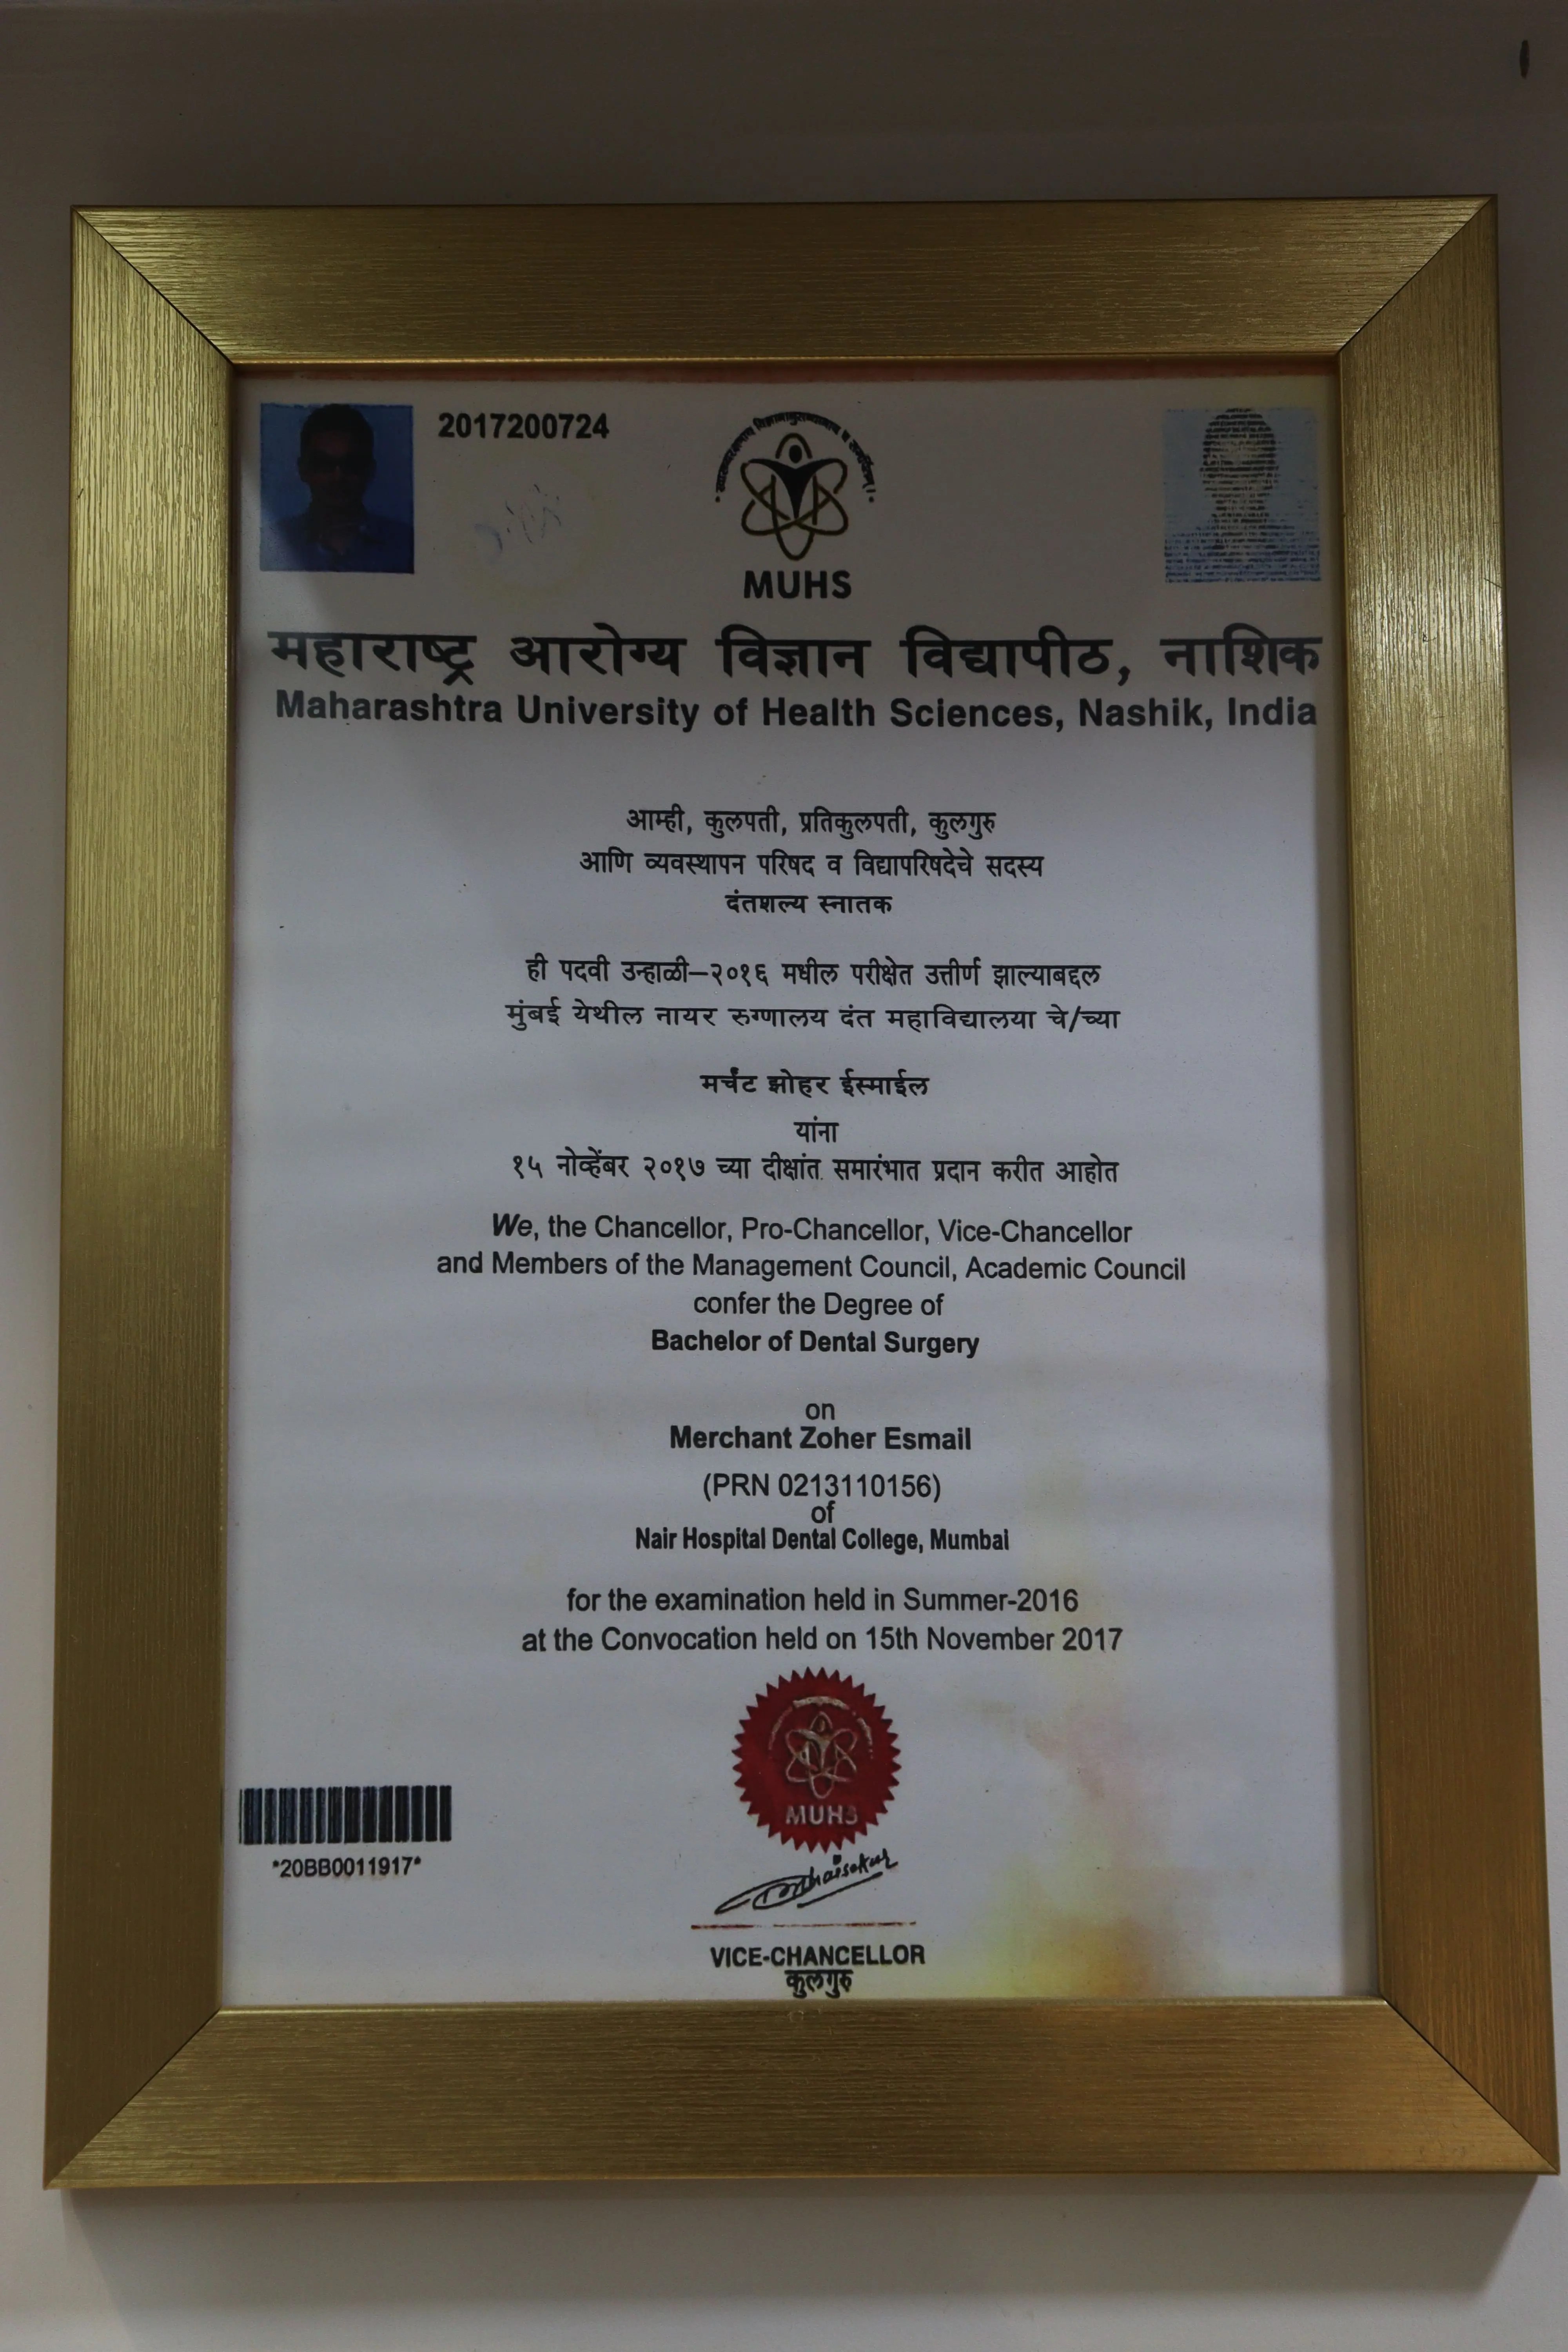 2017200724
MUHS
महाराष्ट्र आरोग्य विज्ञान विद्यापीठ, नाशिक
Maharashtra University of Health Sciences, Nashik, India
आम्ही, कुलपती, प्रतिकुलपती, कुलगुरु
आणि व्यवस्थापन परिषद व विद्यापरिषदेचे सदस्य
दंतशल्य स्नातक
ही पदवी उन्हाळी–२०१६ मधील परीक्षेत उत्तीर्ण झाल्याबद्दल
मुंबई येथील नायर रुग्णालय दंत महाविद्यालया चे/च्या
मर्चंट झोहर ईस्माईल
यांना
१५ नोव्हेंबर २०१७ च्या दीक्षांत समारंभात प्रदान करीत आहोत
We, the Chancellor, Pro-Chancellor, Vice-Chancellor
and Members of the Management Council, Academic Council
confer the Degree of
Bachelor of Dental Surgery
on
Merchant Zoher Esmail
(PRN 0213110156)
of
Nair Hospital Dental College, Mumbai
for the examination held in Summer-2016
at the Convocation held on 15th November 2017
MUHS
*20BB0011917*
VICE-CHANCELLOR
कुलगुरु